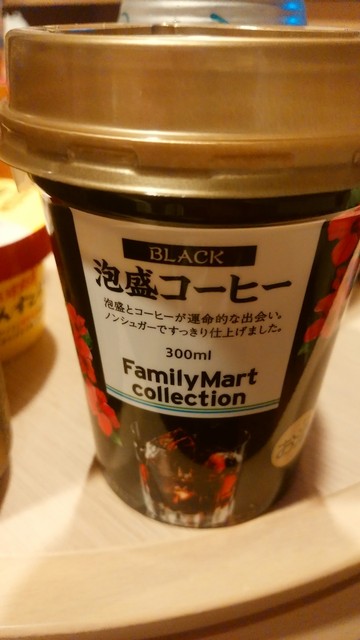 BLACK
泡盛コーヒー
泡盛とコーヒーが運命的な出会い。
ノンシュガーですっきり仕上げました。
300ml
FamilyMart
collection